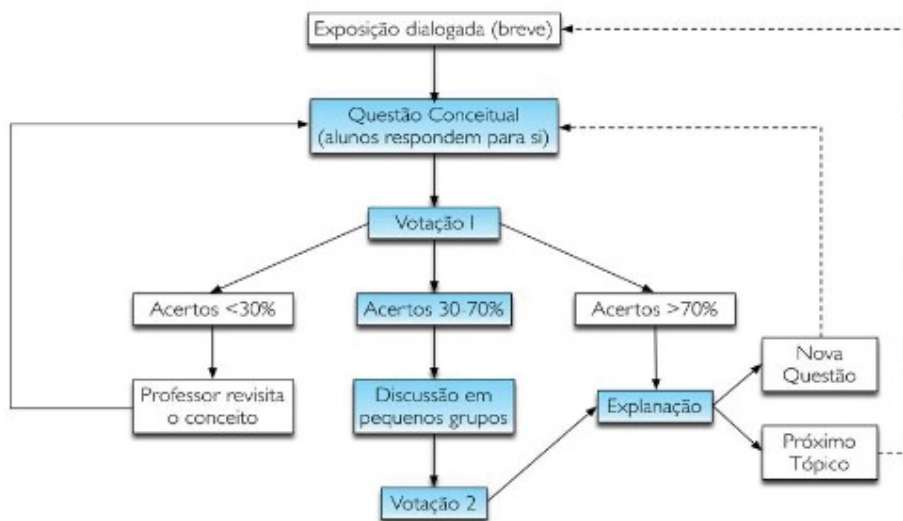 Exposição dialogada (breve)
Questão Conceitual
(alunos respondem para si)
Votação I
Acertos <30%
Acertos 30-70%
Acertos >70%
Professor revisita
o conceito
Discussão em
pequenos grupos
Explanação
Nova
Questão
Próximo
Tópico
Votação 2